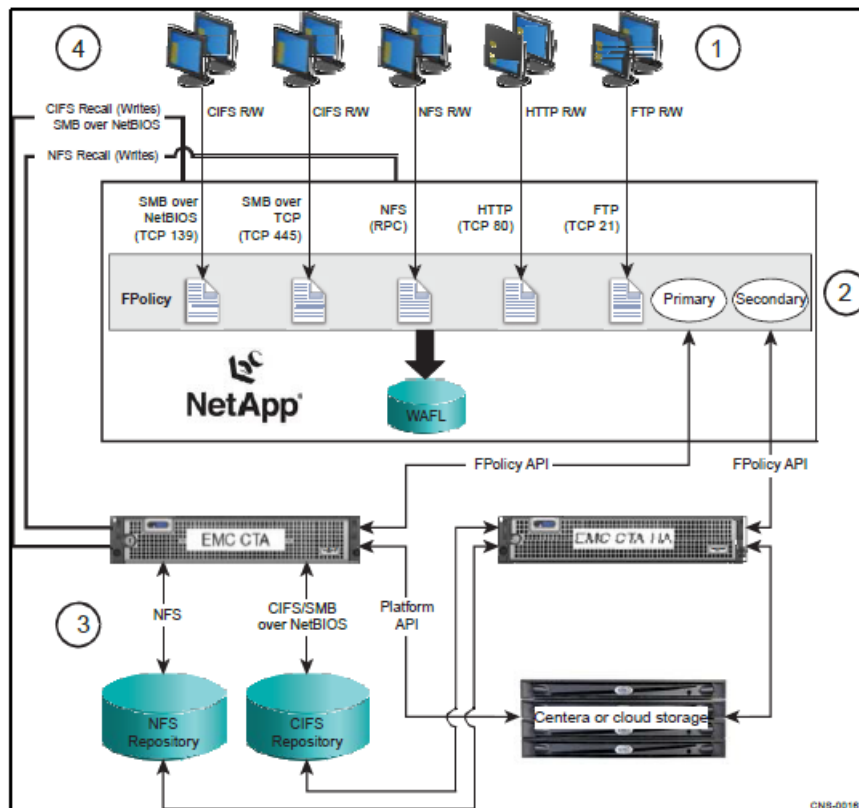 4
1
CIFS Recall (Writes)
SMB over NetBIOS
CIFS R/W
CIFS R/W
NFS R/W
HTTP R/W
FTP R/W
NFS Recall (Writes)
SMB over
NetBIOS
(TCP 139)
SMB over
TCP
(TCP 445)
NFS
(RPC)
HTTP
(TCP 80)
FTP
(TCP 21)
FPolicy
Primary
Secondary
2
NetApp
WAFL
FPolicy API
FPolicy API
EMC CTA
EMC CTA HA
3
NFS
CIFS/SMB
over NetBIOS
Platform
API
NFS
Repository
CIFS
Repository
Centera or cloud storage